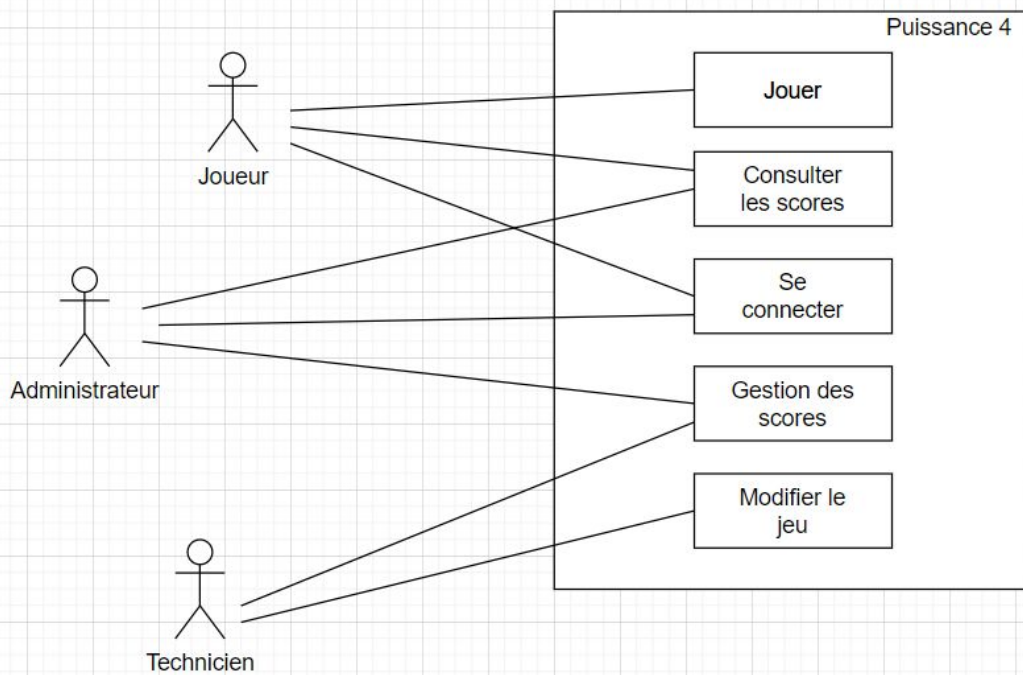 Puissance 4
Jouer
Joueur
Consulter
les scores
Se
connecter
Administrateur
Gestion des
scores
Modifier le
jeu
Technicien